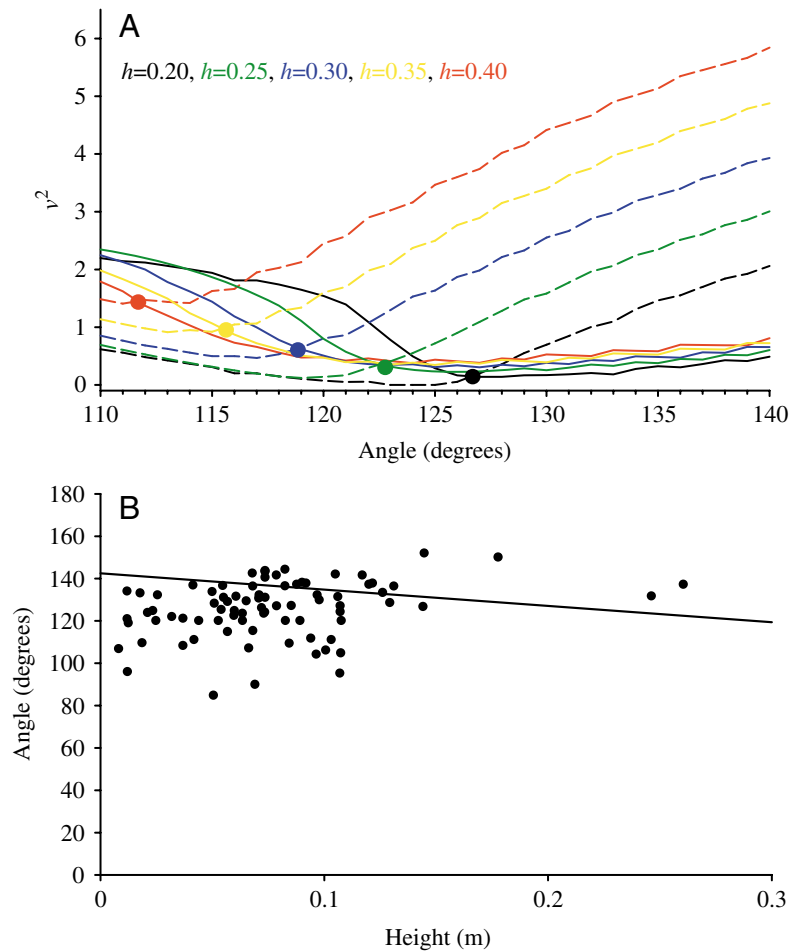 A
h=0.20, h=0.25, h=0.30, h=0.35, h=0.40
6
5
4
3
2
1
0
v²
110 115 120 125 130 135 140
Angle (degrees)
B
180
160
140
120
100
80
60
40
20
0
Angle (degrees)
0 0.1 0.2 0.3
Height (m)